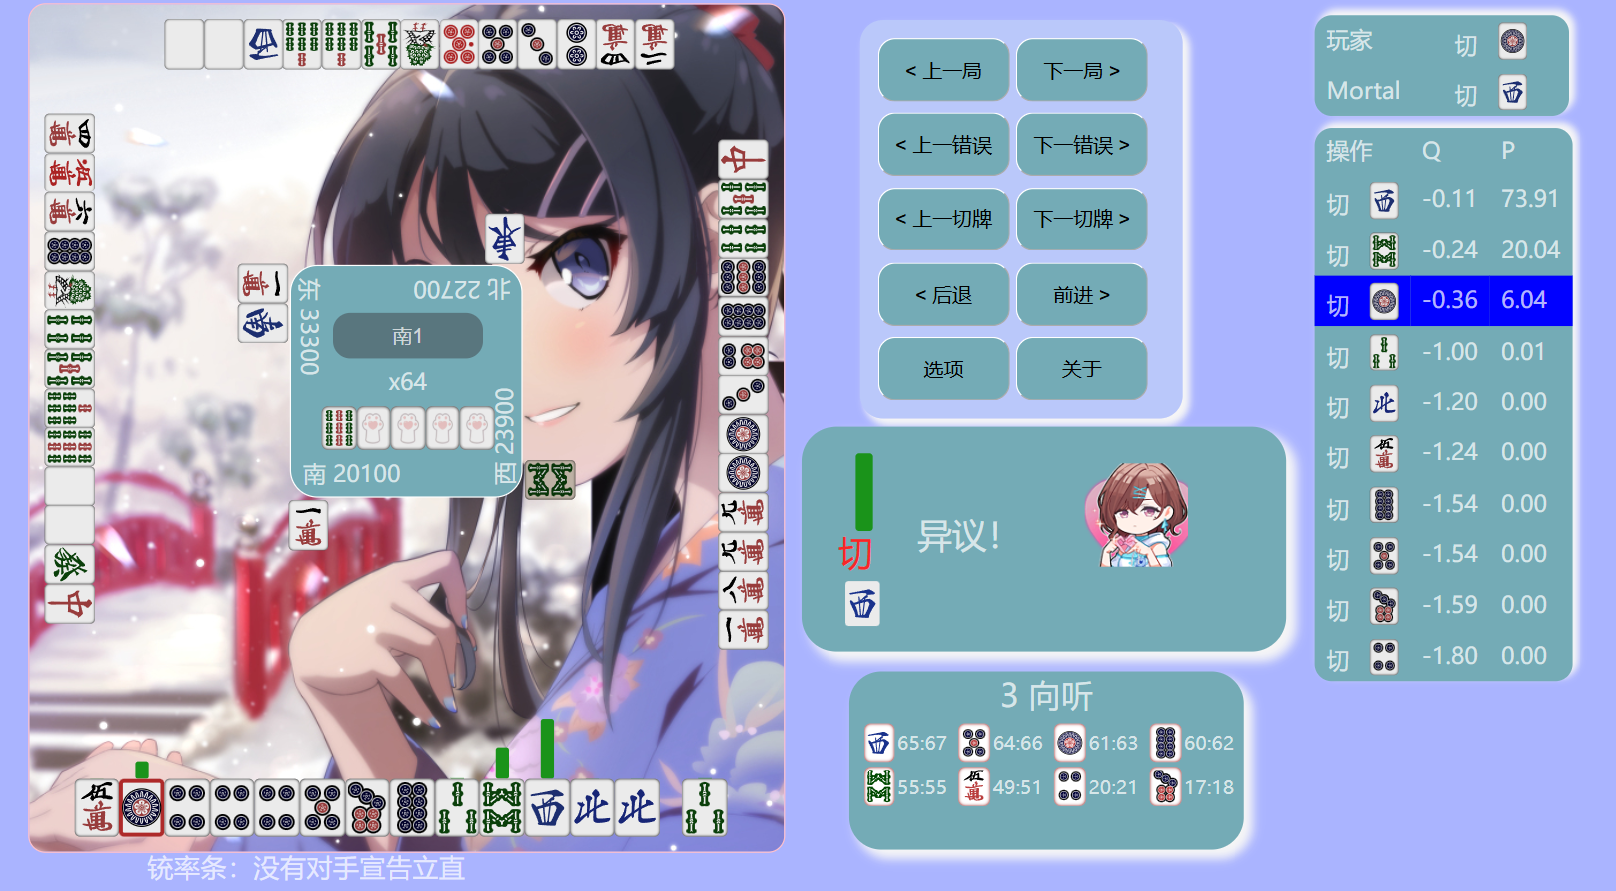 < 上一局
下一局 >
< 上一错误
下一错误 >
< 上一切牌
下一切牌 >
< 后退
前进 >
选项
关于
玩家 切
Mortal 切
操作 Q P
切 -0.11 73.91
切 -0.24 20.04
切 -0.36 6.04
切 -1.00 0.01
切 -1.20 0.00
切 -1.24 0.00
切 -1.54 0.00
切 -1.54 0.00
切 -1.59 0.00
切 -1.80 0.00
东 33300
北 22700
南1
x64
西 23900
南 20100
切
异议！
3 向听
65:67 64:66 61:63 60:62
55:55 49:51 20:21 17:18
铳率条：没有对手宣告立直